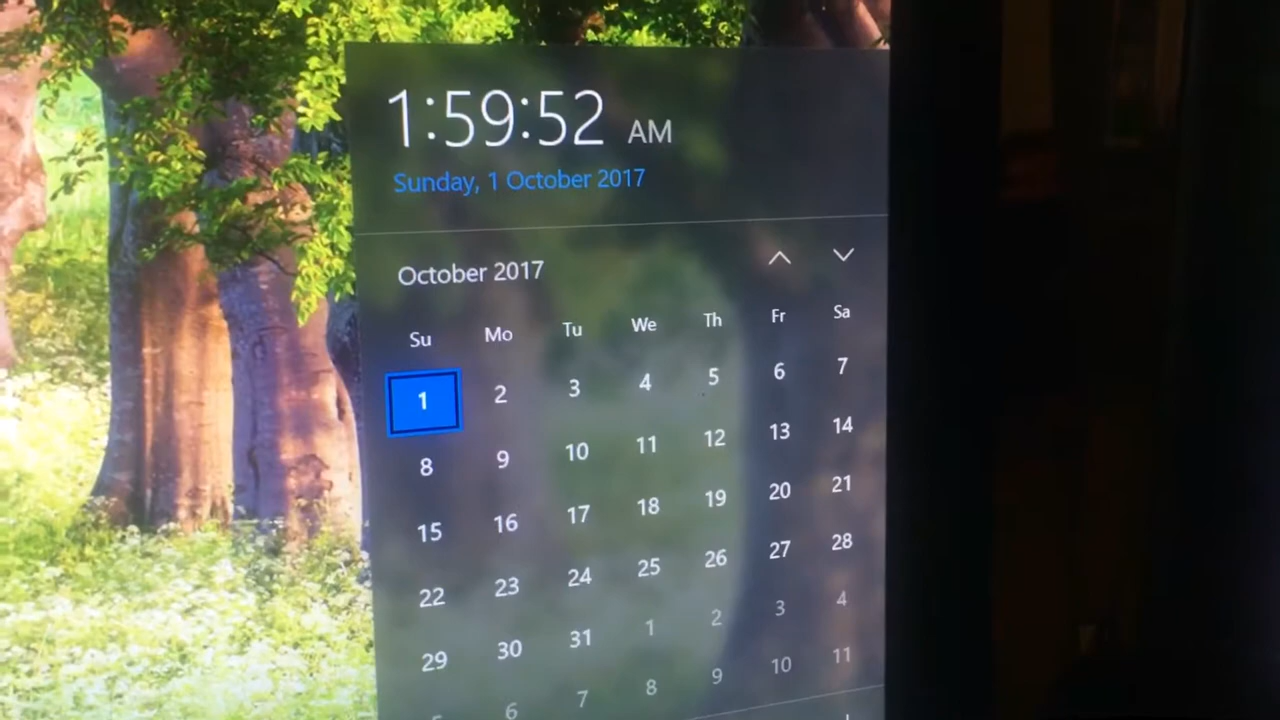 1:59:52 AM
Sunday, 1 October 2017
October 2017
Su Mo Tu We Th Fr Sa
1 2 3 4 5 6 7
8 9 10 11 12 13 14
15 16 17 18 19 20 21
22 23 24 25 26 27 28
29 30 31 1 2 3 4
6 7 8 9 10 11